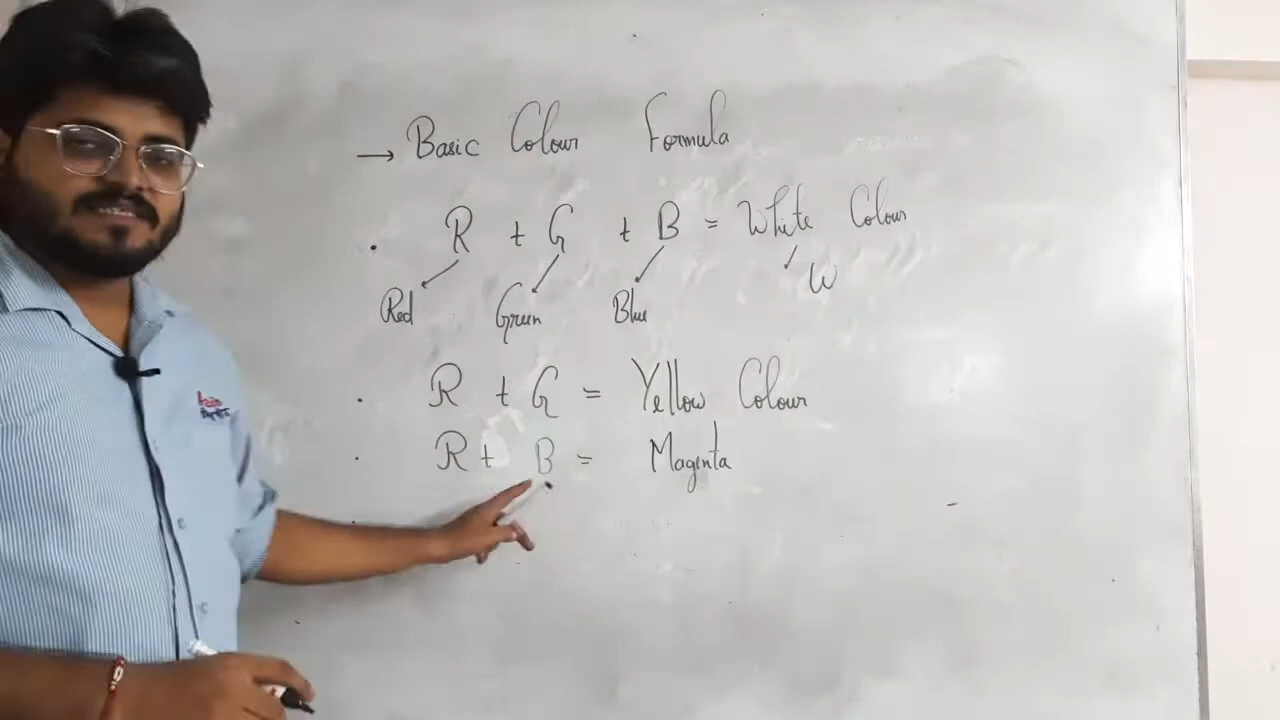 → Basic Colour Formula
. R + G + B = White Colour
W
Red Green Blue
. R + G = Yellow Colour
. R + B = Magenta